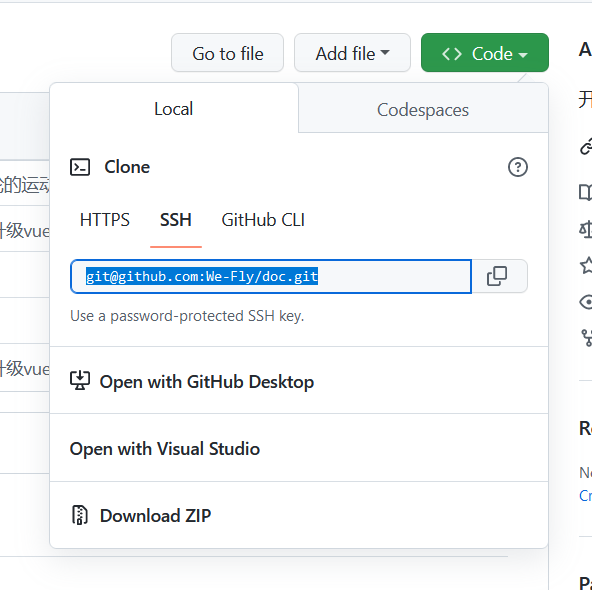 Go to file
Add file
Code
Local
Codespaces
Clone
HTTPS
SSH
GitHub CLI
git@github.com:We-Fly/doc.git
Use a password-protected SSH key.
Open with GitHub Desktop
Open with Visual Studio
Download ZIP
的运动
升级vue
升级vue
A
开
Re
No
Cr
Pa